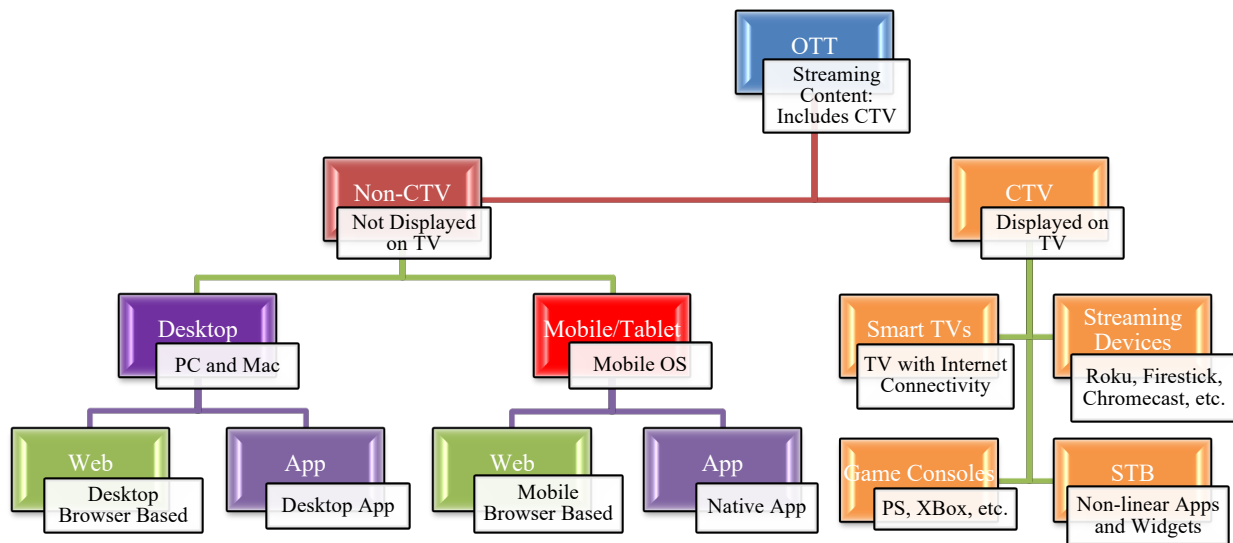 OTT
Streaming
Content:
Includes CTV
Non-CTV
Not Displayed
on TV
CTV
Displayed on
TV
Desktop
PC and Mac
Mobile/Tablet
Mobile OS
Smart TVs
TV with Internet
Connectivity
Streaming
Devices
Roku, Firestick,
Chromecast, etc.
Web
Desktop
Browser Based
App
Desktop App
Web
Mobile
Browser Based
App
Native App
Game Consoles
PS, XBox, etc.
STB
Non-linear Apps
and Widgets